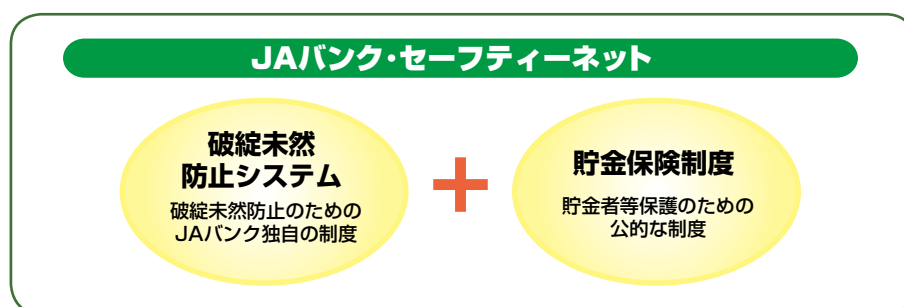 JAバンク・セーフティーネット
破綻未然
防止システム
破綻未然防止のための
JAバンク独自の制度
+
貯金保険制度
貯金者等保護のための
公的な制度